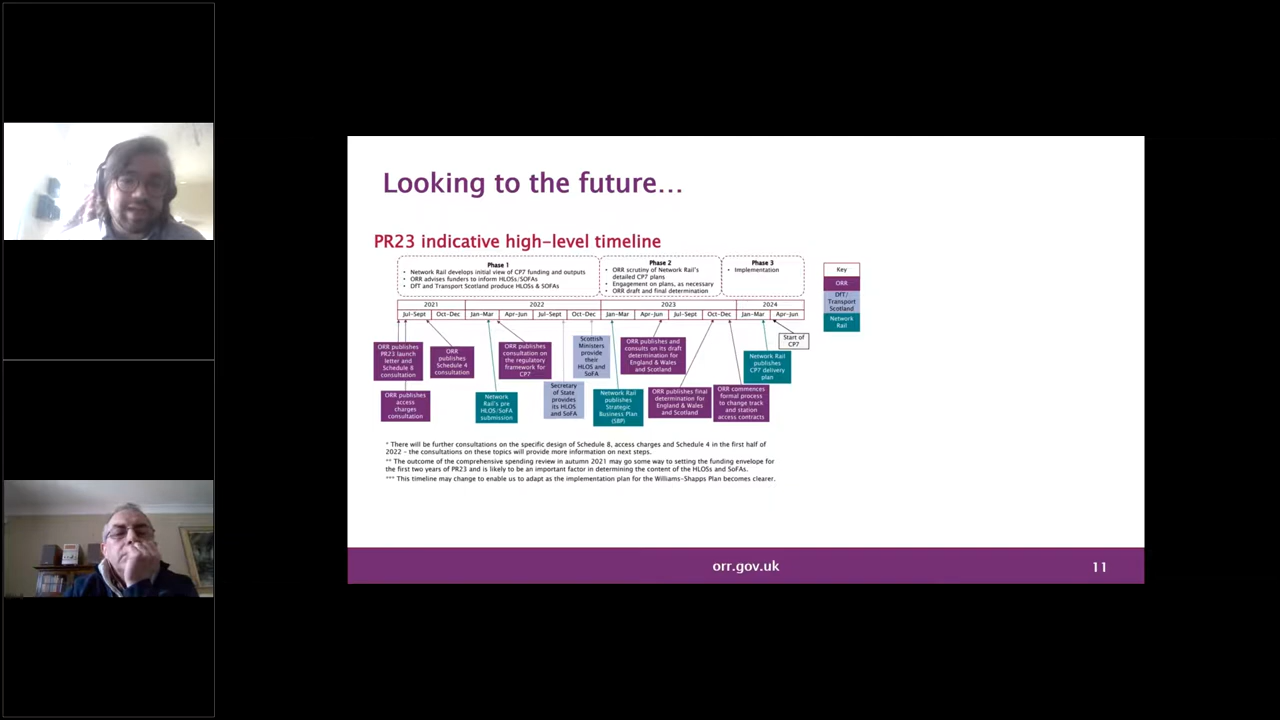 Looking to the future...
PR23 indicative high-level timeline
Phase 1
• Network Rail develops initial view of CP7 funding and outputs
• ORR advises funders to inform HLOSs/SOFAs
• DfT and Transport Scotland produce HLOSs & SOFAs
Phase 2
• ORR scrutiny of Network Rail's
detailed CP7 plans
• Engagement on plans, as necessary
• ORR draft and final determination
Phase 3
• Implementation
Key
ORR
DfT/
Transport
Scotland
Network
Rail
2021
2022
2023
2024
Jul-Sept
Oct-Dec
Jan-Mar
Apr-Jun
Jul-Sept
Oct-Dec
Jan-Mar
Apr-Jun
Jul-Sept
Oct-Dec
Jan-Mar
Apr-Jun
ORR publishes
PR23 launch
letter and
Schedule 8
consultation
ORR publishes
access
charges
consultation
ORR
publishes
Schedule 4
consultation
Network
Rail's pre
HLOS/SoFA
submission
ORR publishes
consultation on
the regulatory
framework for
CP7
Secretary
of State
provides
its HLOS
and SoFA
Scottish
Ministers
provide
their
HLOS and
SoFA
Network Rail
publishes
Strategic
Business Plan
(SBP)
ORR publishes and
consults on its draft
determination for
England & Wales
and Scotland
ORR publishes final
determination for
England & Wales
and Scotland
ORR commences
formal process
to change track
and station
access contracts
Network Rail
publishes
CP7 delivery
plan
Start of
CP7
* There will be further consultations on the specific design of Schedule 8, access charges and Schedule 4 in the first half of
2022 – the consultations on these topics will provide more information on next steps.
** The outcome of the comprehensive spending review in autumn 2021 may go some way to setting the funding envelope for
the first two years of PR23 and is likely to be an important factor in determining the content of the HLOSs and SoFAs.
*** This timeline may change to enable us to adapt as the implementation plan for the Williams-Shapps Plan becomes clearer.
orr.gov.uk
11